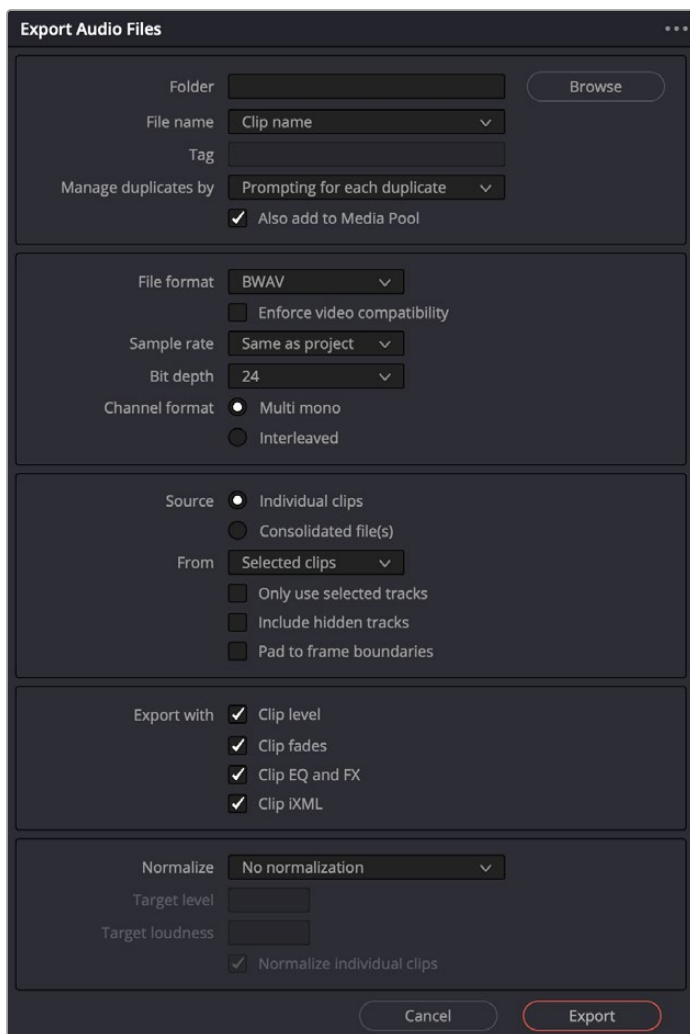 Export Audio Files
Folder Browse
File name Clip name
Tag
Manage duplicates by Prompting for each duplicate
Also add to Media Pool
File format BWAV
Enforce video compatibility
Sample rate Same as project
Bit depth 24
Channel format Multi mono
Interleaved
Source Individual clips
Consolidated file(s)
From Selected clips
Only use selected tracks
Include hidden tracks
Pad to frame boundaries
Export with Clip level
Clip fades
Clip EQ and FX
Clip iXML
Normalize No normalization
Target level
Target loudness
Normalize individual clips
Cancel Export